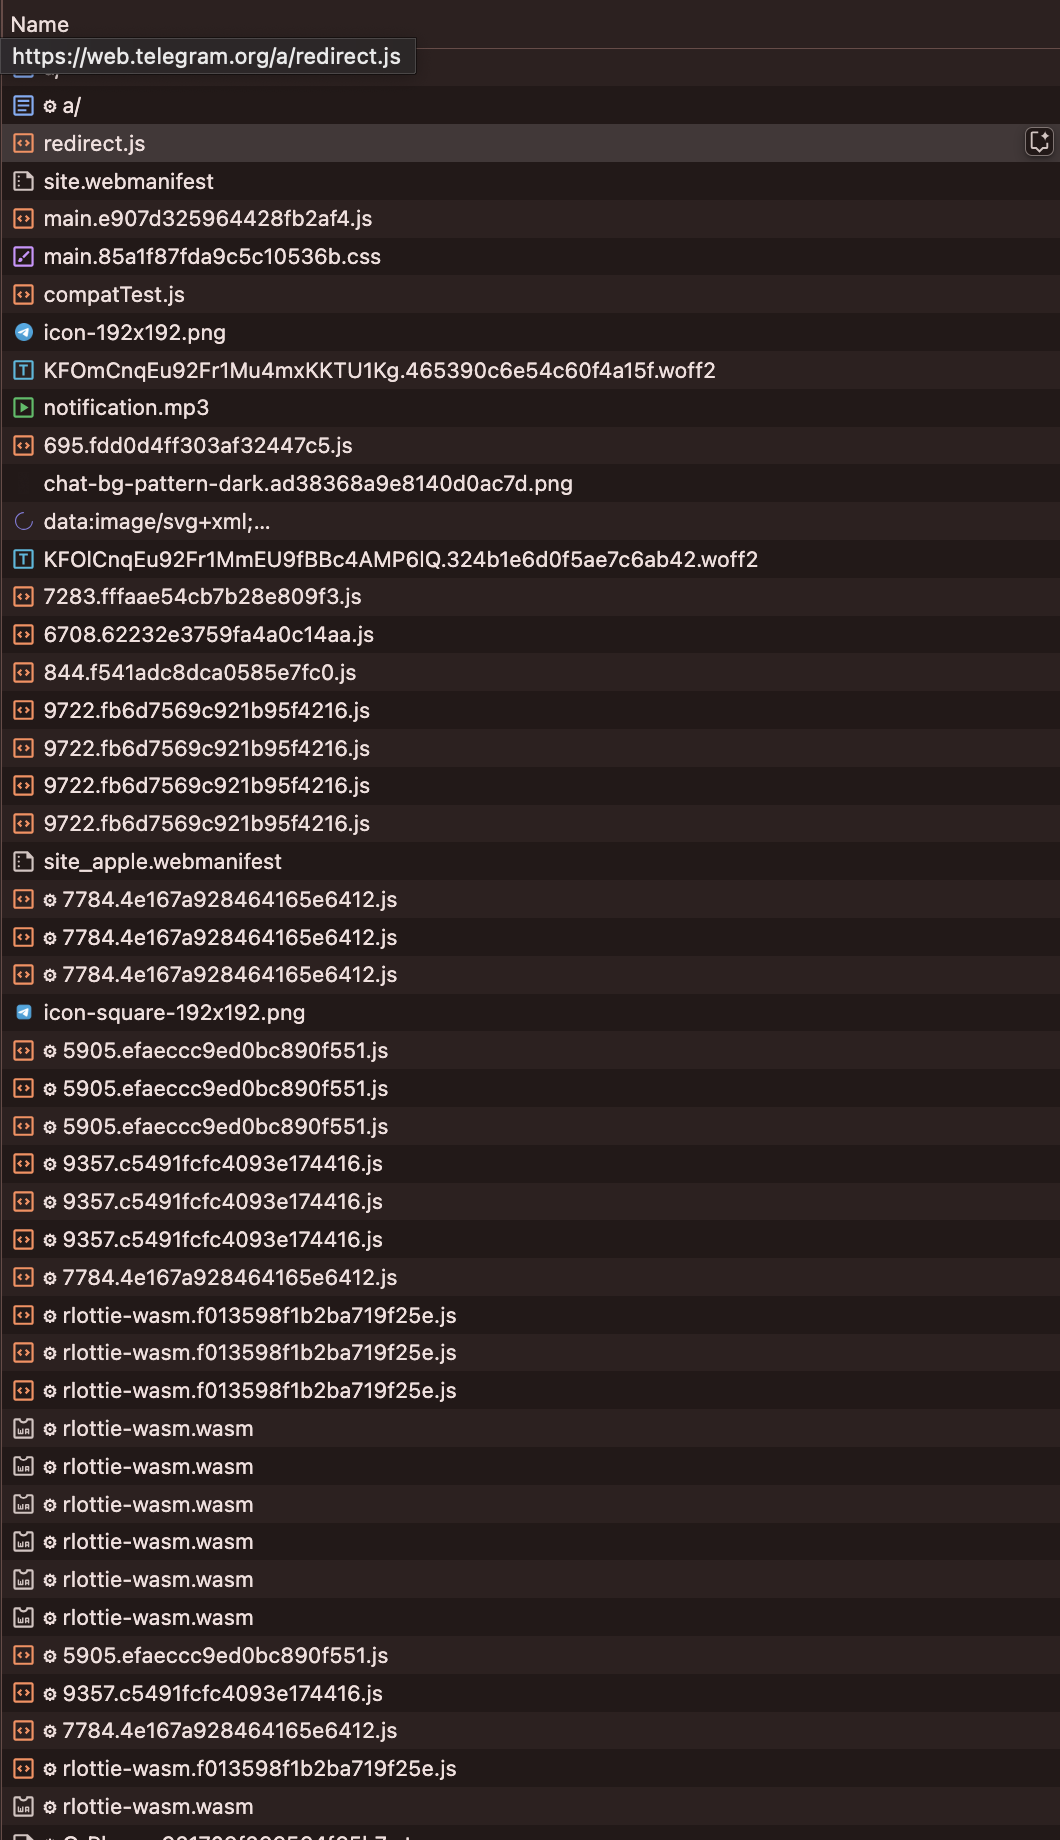 Name
https://web.telegram.org/a/redirect.js
a/
redirect.js
site.webmanifest
main.e907d325964428fb2af4.js
main.85a1f87fda9c5c10536b.css
compatTest.js
icon-192x192.png
KFOmCnqEu92Fr1Mu4mxKKTU1Kg.465390c6e54c60f4a15f.woff2
notification.mp3
695.fdd0d4ff303af32447c5.js
chat-bg-pattern-dark.ad38368a9e8140d0ac7d.png
data:image/svg+xml;...
KFOlCnqEu92Fr1MmEU9fBBc4AMP6lQ.324b1e6d0f5ae7c6ab42.woff2
7283.fffaae54cb7b28e809f3.js
6708.62232e3759fa4a0c14aa.js
844.f541adc8dca0585e7fc0.js
9722.fb6d7569c921b95f4216.js
9722.fb6d7569c921b95f4216.js
9722.fb6d7569c921b95f4216.js
9722.fb6d7569c921b95f4216.js
site_apple.webmanifest
7784.4e167a928464165e6412.js
7784.4e167a928464165e6412.js
7784.4e167a928464165e6412.js
icon-square-192x192.png
5905.efaeccc9ed0bc890f551.js
5905.efaeccc9ed0bc890f551.js
5905.efaeccc9ed0bc890f551.js
9357.c5491fcfc4093e174416.js
9357.c5491fcfc4093e174416.js
9357.c5491fcfc4093e174416.js
7784.4e167a928464165e6412.js
rlottie-wasm.f013598f1b2ba719f25e.js
rlottie-wasm.f013598f1b2ba719f25e.js
rlottie-wasm.f013598f1b2ba719f25e.js
rlottie-wasm.wasm
rlottie-wasm.wasm
rlottie-wasm.wasm
rlottie-wasm.wasm
rlottie-wasm.wasm
rlottie-wasm.wasm
5905.efaeccc9ed0bc890f551.js
9357.c5491fcfc4093e174416.js
7784.4e167a928464165e6412.js
rlottie-wasm.f013598f1b2ba719f25e.js
rlottie-wasm.wasm